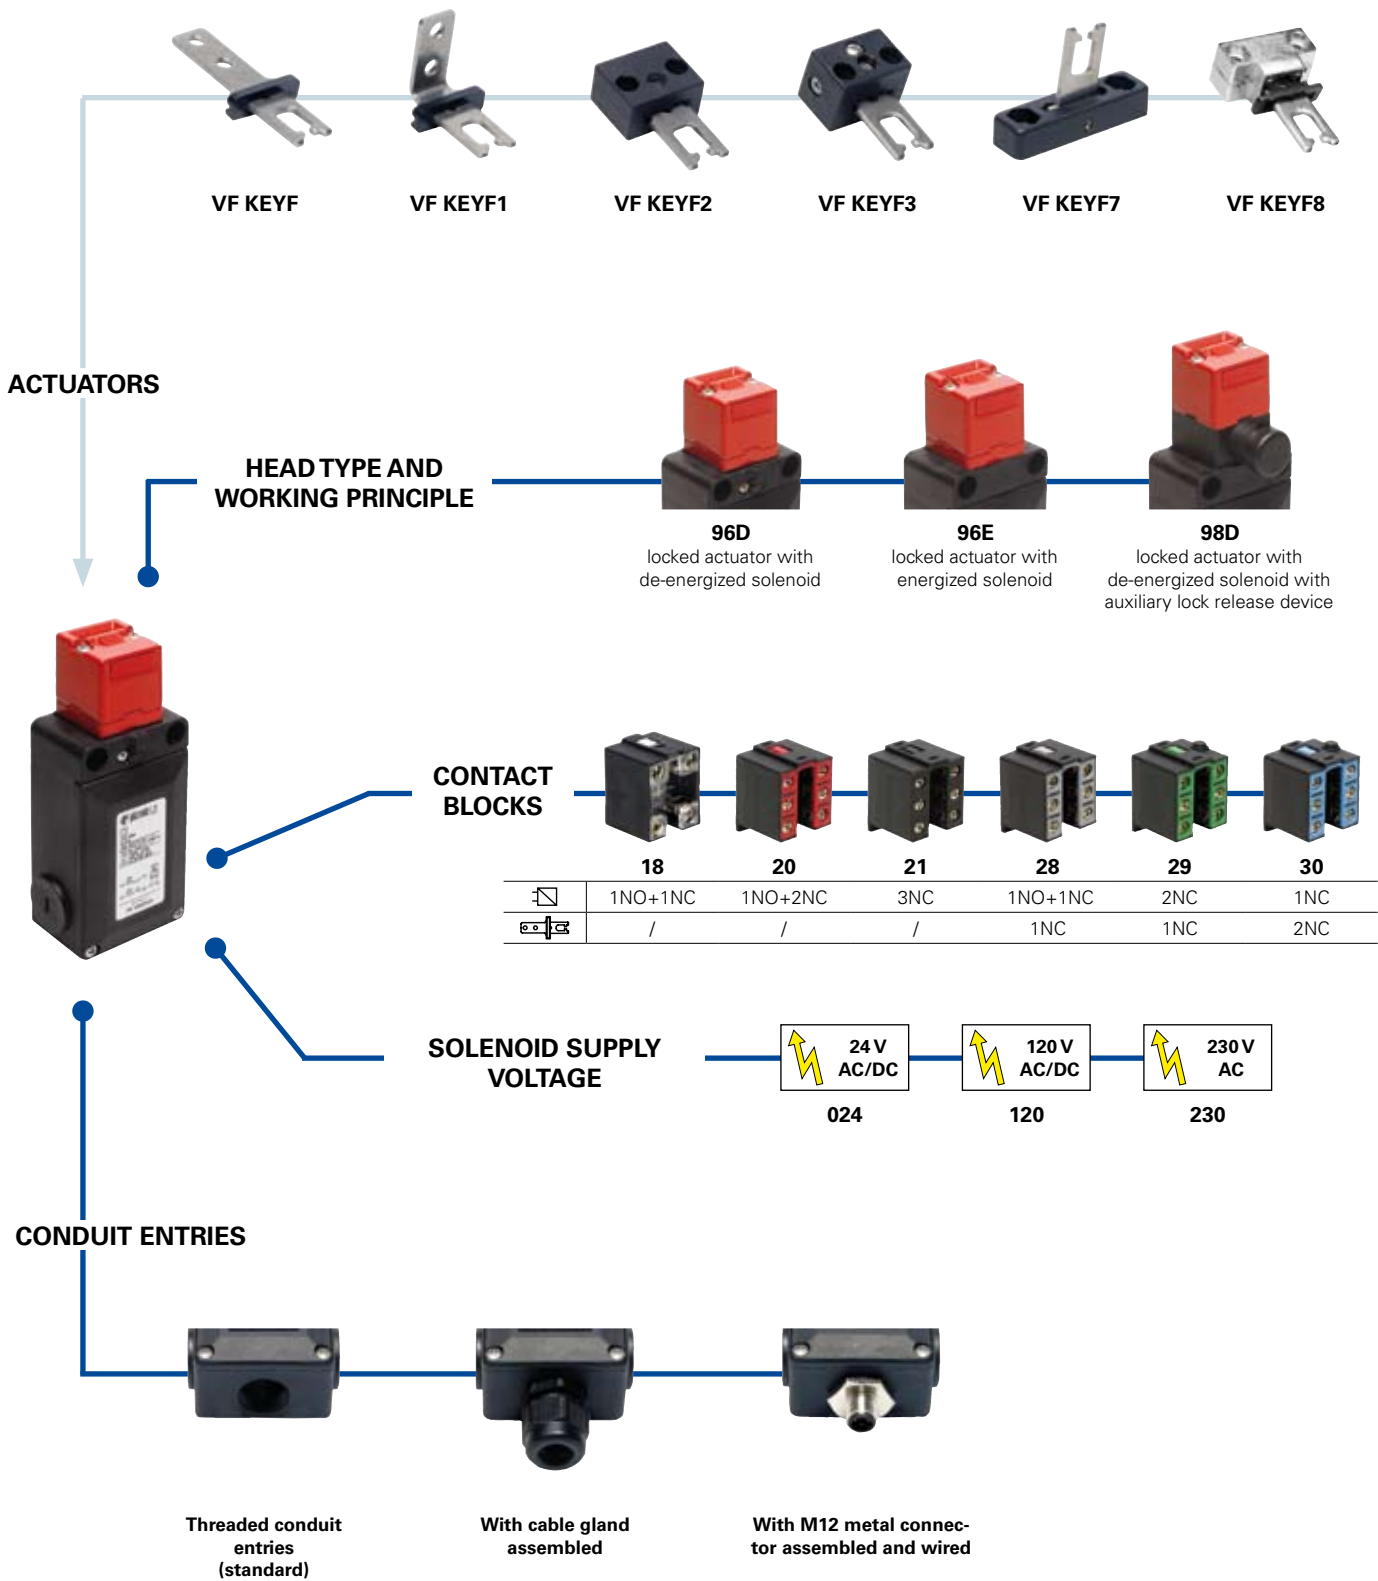 VF KEYF
VF KEYF1
VF KEYF2
VF KEYF3
VF KEYF7
VF KEYF8
ACTUATORS
HEAD TYPE AND
WORKING PRINCIPLE
96D
locked actuator with
de-energized solenoid
96E
locked actuator with
energized solenoid
98D
locked actuator with
de-energized solenoid with
auxiliary lock release device
CONTACT
BLOCKS
18 20 21 28 29 30
1NO+1NC 1NO+2NC 3NC 1NO+1NC 2NC 1NC
/ / / 1NC 1NC 2NC
SOLENOID SUPPLY
VOLTAGE
24 V
AC/DC
024
120 V
AC/DC
120
230 V
AC
230
CONDUIT ENTRIES
Threaded conduit
entries
(standard)
With cable gland
assembled
With M12 metal connec-
tor assembled and wired